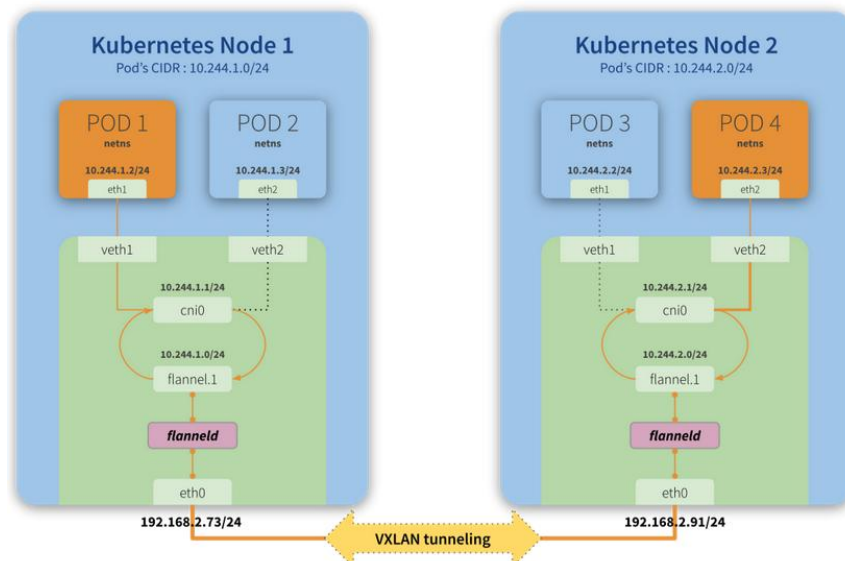 Kubernetes Node 1
Pod's CIDR : 10.244.1.0/24
POD 1
netns
10.244.1.2/24
eth1
POD 2
netns
10.244.1.3/24
eth2
veth1
veth2
10.244.1.1/24
cni0
10.244.1.0/24
flannel.1
flanneld
eth0
192.168.2.73/24
Kubernetes Node 2
Pod's CIDR : 10.244.2.0/24
POD 3
netns
10.244.2.2/24
eth1
POD 4
netns
10.244.2.3/24
eth2
veth1
veth2
10.244.2.1/24
cni0
10.244.2.0/24
flannel.1
flanneld
eth0
192.168.2.91/24
VXLAN tunneling